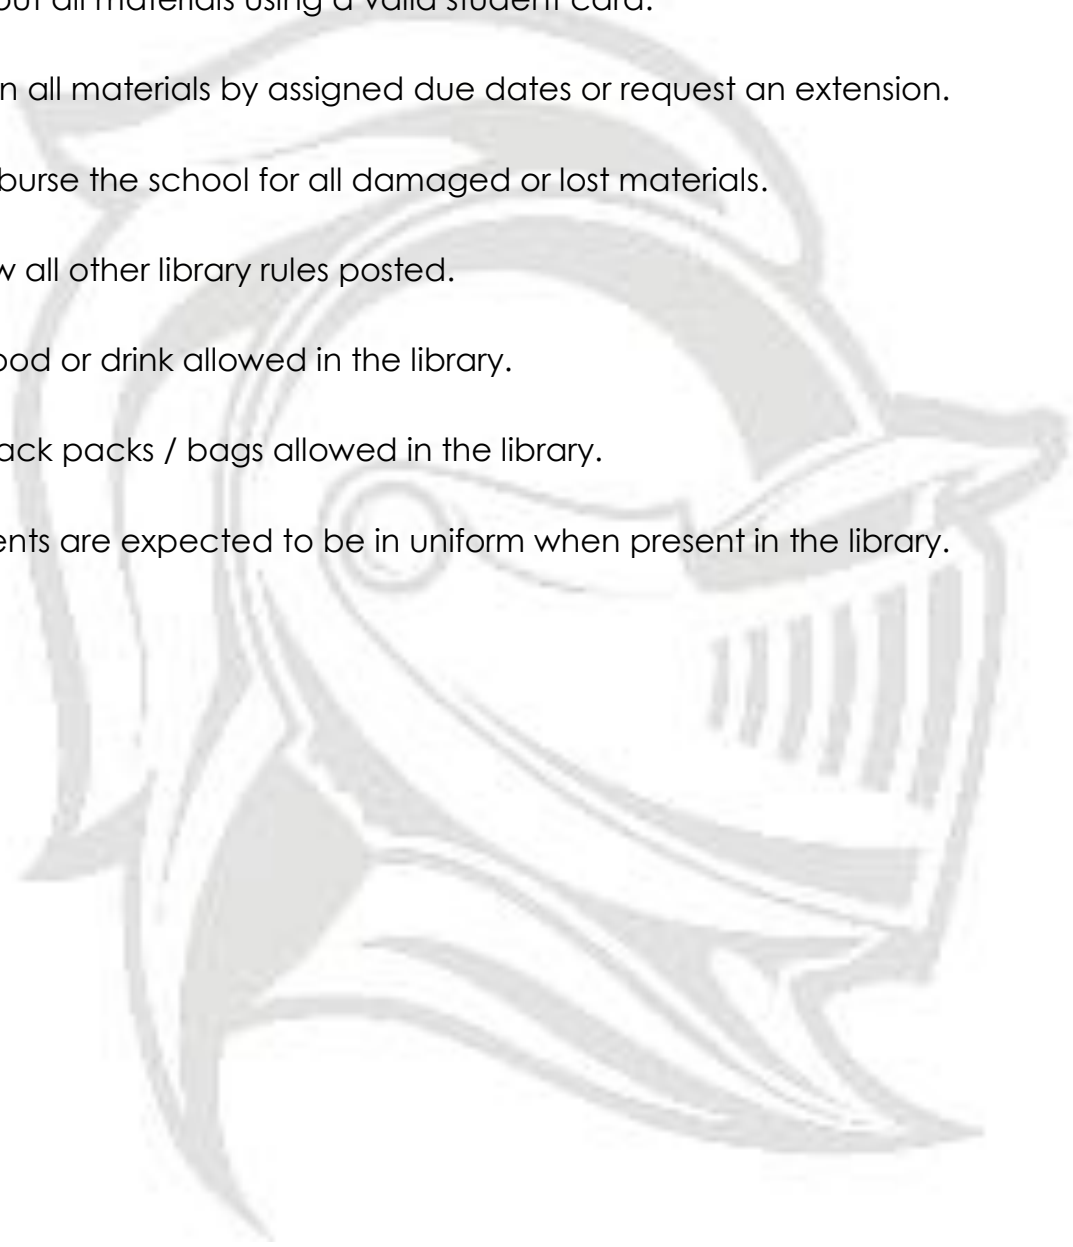 out all materials using a valid student card.
n all materials by assigned due dates or request an extension.
burse the school for all damaged or lost materials.
w all other library rules posted.
ood or drink allowed in the library.
ack packs / bags allowed in the library.
ents are expected to be in uniform when present in the library.